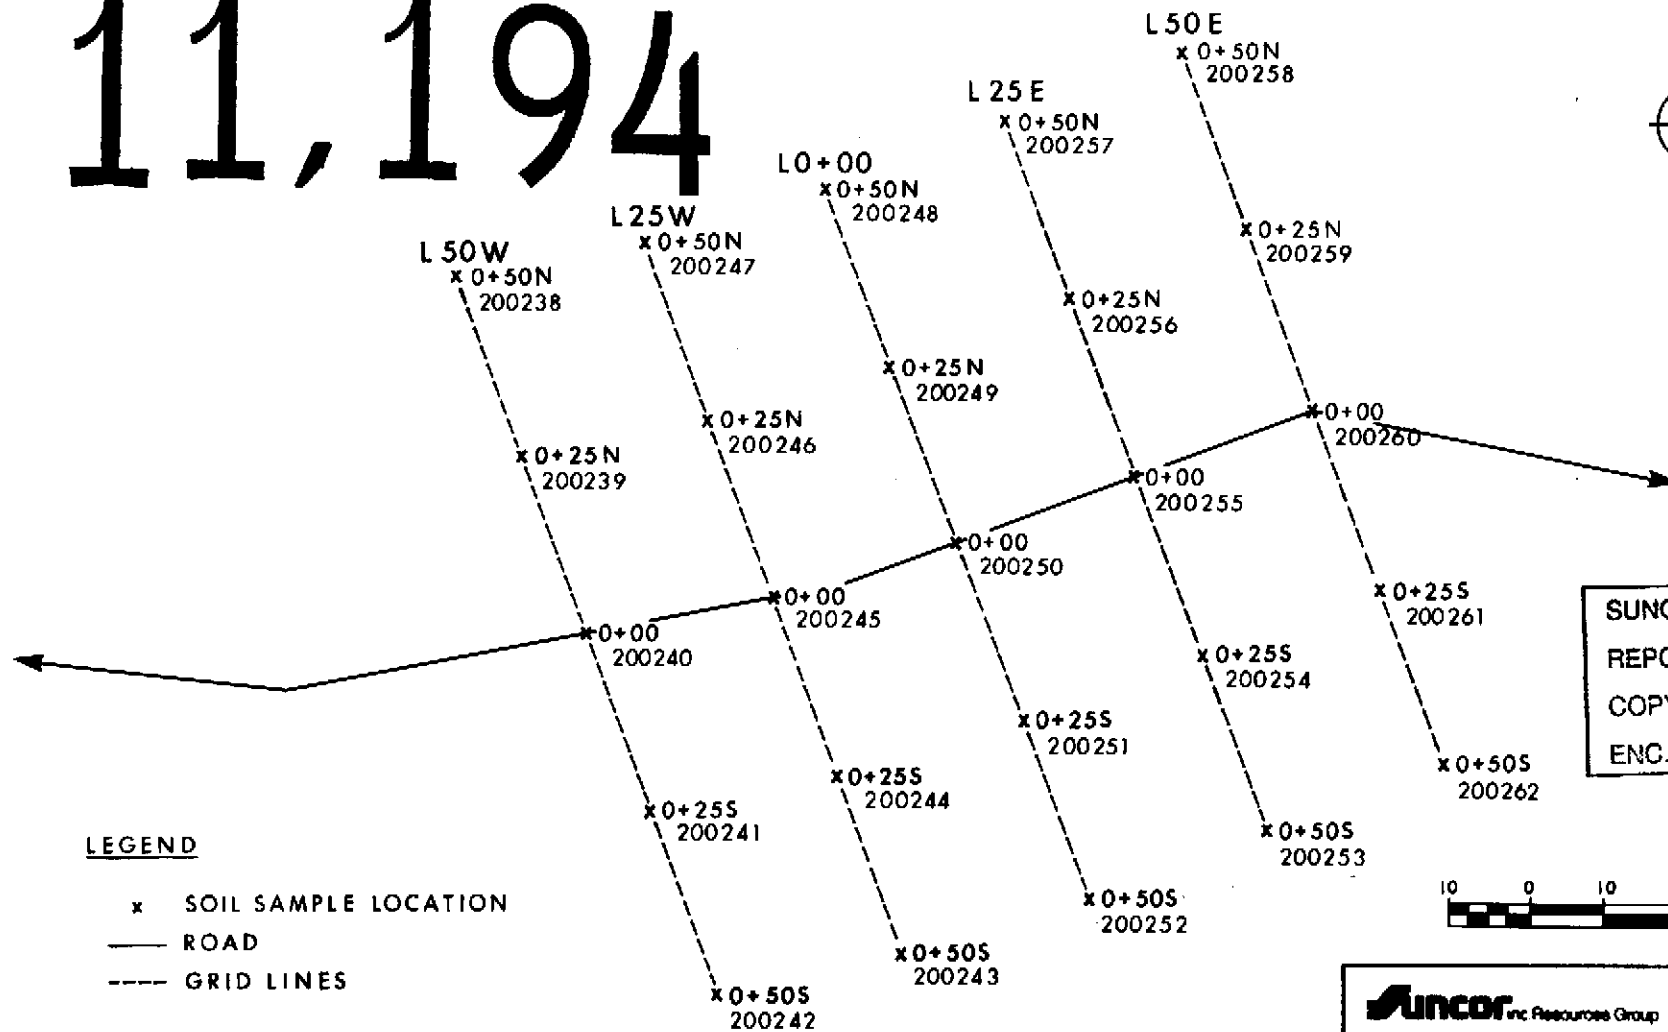 11,194
L 50 E
0+50N
200258
L 25 E
0+50N
200257
L0+00
0+50N
200248
L25W
0+50N
200247
L 50W
0+50N
200238
0+25N
200259
0+25N
200256
0+25N
200249
0+25N
200246
0+25N
200239
0+00
200260
0+00
200255
0+00
200250
0+00
200245
0+00
200240
0+25S
200261
0+25S
200254
0+25S
200251
0+25S
200244
0+25S
200241
0+50S
200262
0+50S
200253
0+50S
200252
0+50S
200243
0+50S
200242
LEGEND
x SOIL SAMPLE LOCATION
ROAD
GRID LINES
ENC.
10 0 10
Suncor inc Resources Group